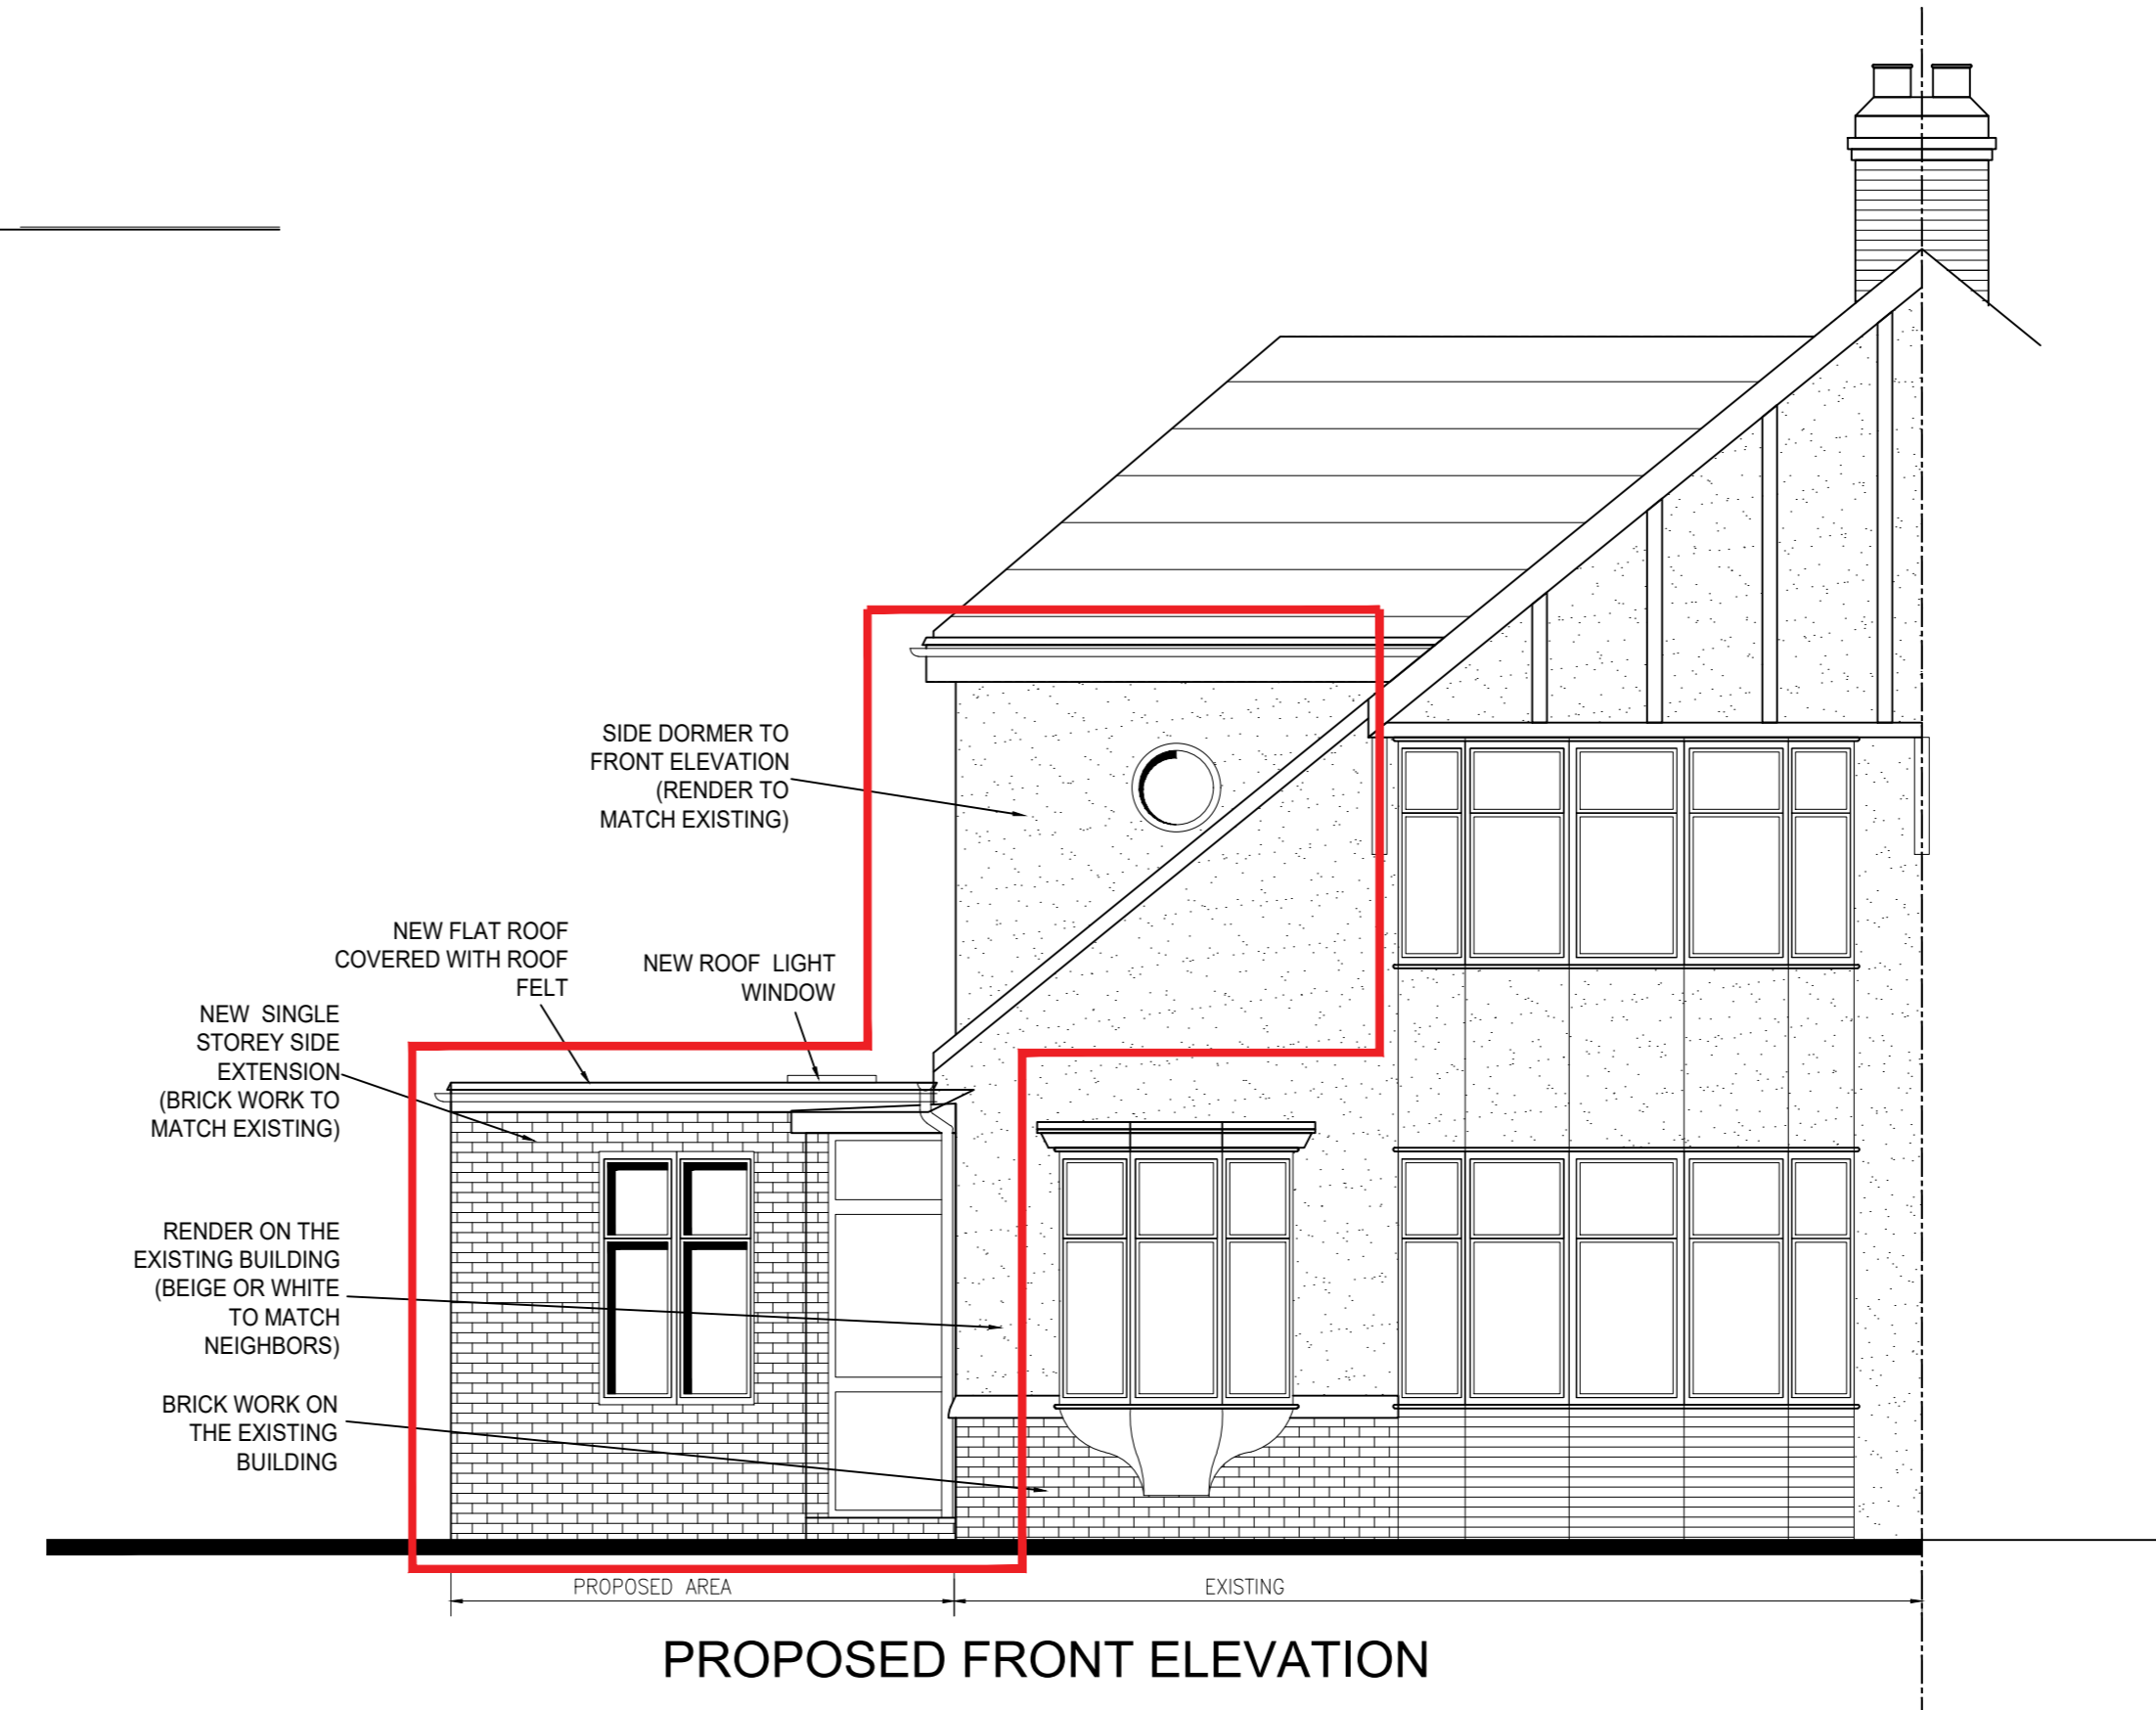 SIDE DORMER TO
FRONT ELEVATION
(RENDER TO
MATCH EXISTING)
NEW FLAT ROOF
COVERED WITH ROOF
FELT
NEW ROOF LIGHT
WINDOW
NEW SINGLE
STOREY SIDE
EXTENSION
(BRICK WORK TO
MATCH EXISTING)
RENDER ON THE
EXISTING BUILDING
(BEIGE OR WHITE
TO MATCH
NEIGHBORS)
BRICK WORK ON
THE EXISTING
BUILDING
PROPOSED AREA
EXISTING
PROPOSED FRONT ELEVATION